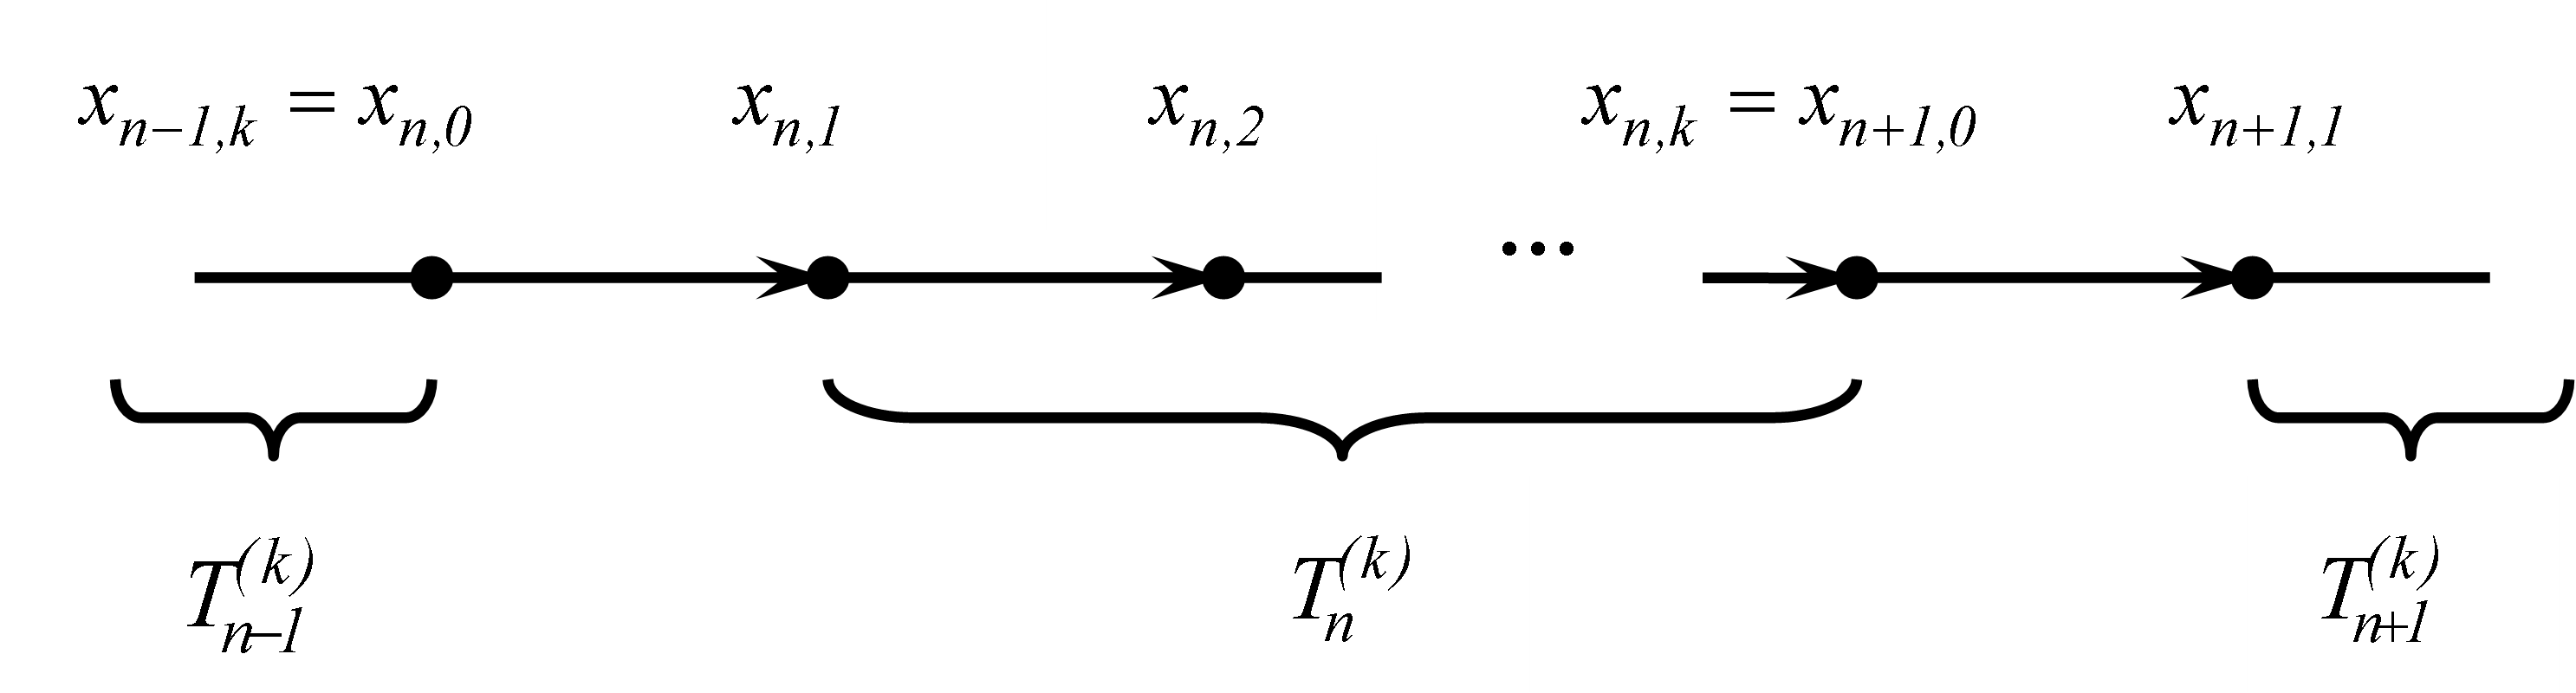 x_{n−1,k} = x_{n,0} x_{n,1} x_{n,2} x_{n,k} = x_{n+1,0} x_{n+1,1}
...
T_{n−1}^{(k)} T_n^{(k)} T_{n+1}^{(k)}